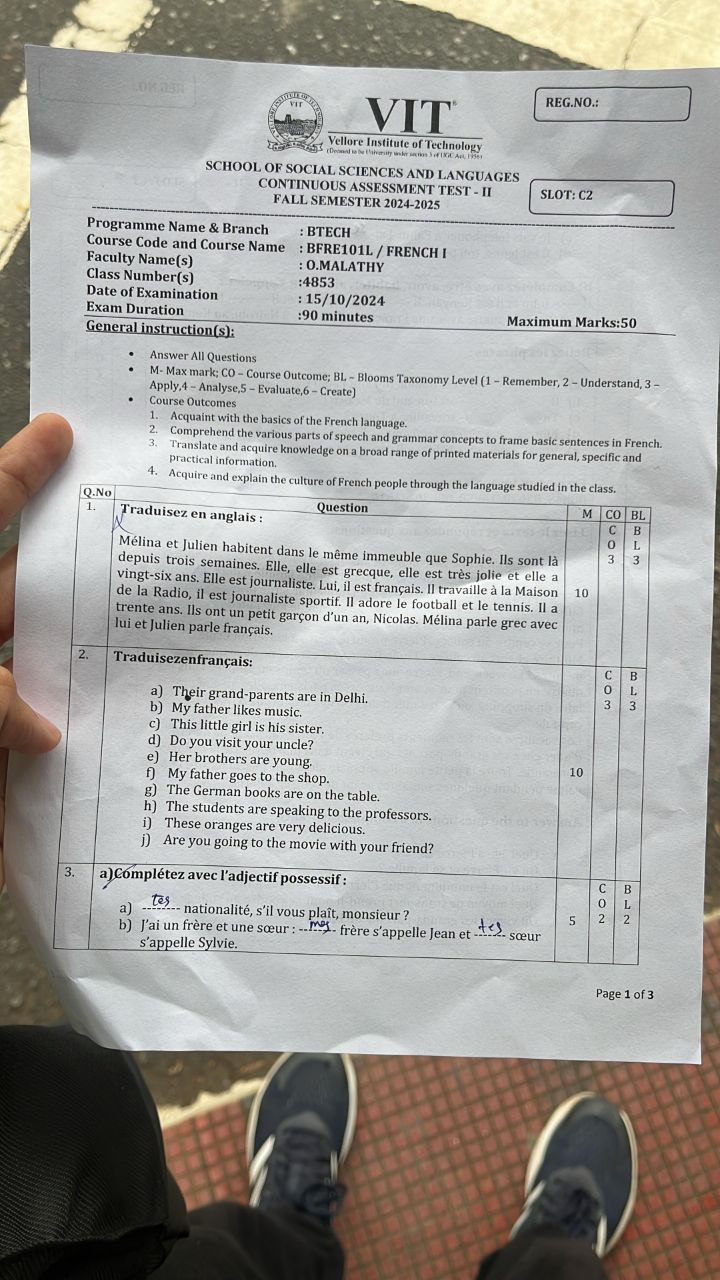 VIT
Vellore Institute of Technology
(Deemed to be University under section 3 of UGC Act, 1956)
REG.NO.:
SCHOOL OF SOCIAL SCIENCES AND LANGUAGES
CONTINUOUS ASSESSMENT TEST - II
FALL SEMESTER 2024-2025
SLOT: C2
Programme Name & Branch : BTECH
Course Code and Course Name : BFRE101L / FRENCH I
Faculty Name(s) : O.MALATHY
Class Number(s) :4853
Date of Examination : 15/10/2024
Exam Duration :90 minutes Maximum Marks:50
General instruction(s):
• Answer All Questions
• M- Max mark; CO – Course Outcome; BL – Blooms Taxonomy Level (1 – Remember, 2 – Understand, 3 –
Apply,4 – Analyse,5 – Evaluate,6 – Create)
• Course Outcomes
1. Acquaint with the basics of the French language.
2. Comprehend the various parts of speech and grammar concepts to frame basic sentences in French.
3. Translate and acquire knowledge on a broad range of printed materials for general, specific and
practical information.
4. Acquire and explain the culture of French people through the language studied in the class.
Q.No Question M CO BL
1. Traduisez en anglais :
Mélina et Julien habitent dans le même immeuble que Sophie. Ils sont là
depuis trois semaines. Elle, elle est grecque, elle est très jolie et elle a
vingt-six ans. Elle est journaliste. Lui, il est français. Il travaille à la Maison
de la Radio, il est journaliste sportif. Il adore le football et le tennis. Il a
trente ans. Ils ont un petit garçon d'un an, Nicolas. Mélina parle grec avec
lui et Julien parle français.
10
C B
O L
3 3
2. Traduisezenfrançais:
a) Their grand-parents are in Delhi.
b) My father likes music.
c) This little girl is his sister.
d) Do you visit your uncle?
e) Her brothers are young.
f) My father goes to the shop.
g) The German books are on the table.
h) The students are speaking to the professors.
i) These oranges are very delicious.
j) Are you going to the movie with your friend?
10
C B
O L
3 3
3. a)Complétez avec l'adjectif possessif :
a) tes nationalité, s'il vous plaît, monsieur ?
b) J'ai un frère et une sœur : mes frère s'appelle Jean et tes sœur
s'appelle Sylvie.
5
C B
O L
2 2
Page 1 of 3